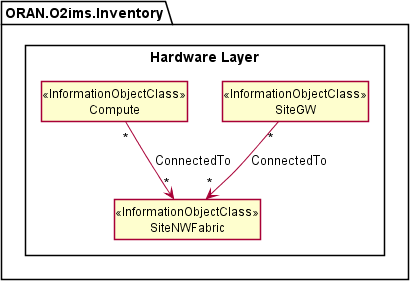 ORAN.O2ims.Inventory
Hardware Layer
«InformationObjectClass»
Compute
«InformationObjectClass»
SiteGW
*
*
ConnectedTo
ConnectedTo
*
*
«InformationObjectClass»
SiteNWFabric